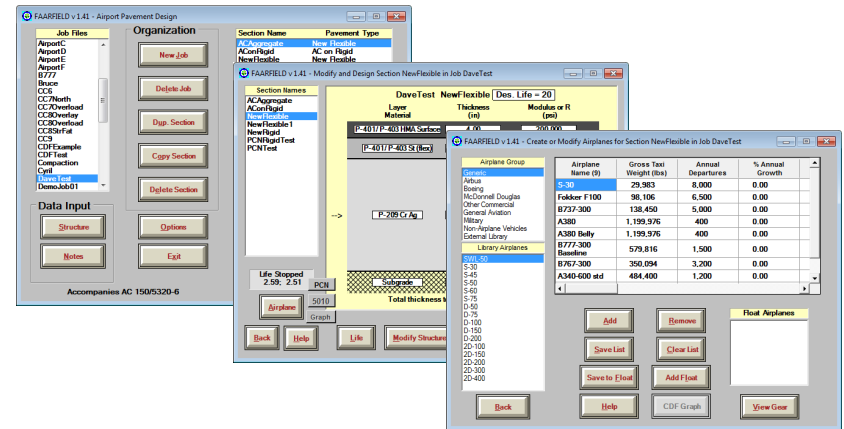 FAARFIELD v 1.41 - Airport Pavement Design
Job Files
AirportC
AirportD
AirportE
AirportF
B777
Bruce
CC6
CC7North
CC7Overload
CC8Overlay
CC8Overload
CC8StrFat
CC9
CDFExample
CDFTest
Compaction
Cyril
DaveTest
DemoJob01
Organization
New Job
Delete Job
Dup. Section
Copy Section
Delete Section
Data Input
Structure
Options
Notes
Exit
Accompanies AC 150/5320-6
Section Name Pavement Type
ACAggregate New Flexible
AConRigid AC on Rigid
NewFlexible New Flexible
FAARFIELD v 1.41 - Modify and Design Section NewFlexible in Job DaveTest
Section Names
ACAggregate
AConRigid
NewFlexible
NewFlexible1
NewRigid
PCNRigidTest
PCNTest
DaveTest NewFlexible Des. Life = 20
Layer Material Thickness (in) Modulus or R (psi)
P-401/ P-403 HMA Surface 4.00 200,000
P-401/ P-403 St (flex)
--> P-209 Cr Ag
Subgrade
Total thickness t
Life Stopped
2.59; 2.51
PCN
5010
Airplane
Graph
Back
Help
Life
Modify Structure
FAARFIELD v 1.41 - Create or Modify Airplanes for Section NewFlexible in Job DaveTest
Airplane Group
Generic
Airbus
Boeing
McDonnell Douglas
Other Commercial
General Aviation
Military
Non-Airplane Vehicles
External Library
Library Airplanes
SWL-50
S-30
S-45
S-50
S-60
S-75
D-50
D-75
D-100
D-150
D-200
2D-100
2D-150
2D-200
2D-300
2D-400
Back
Airplane Name (9) Gross Taxi Weight (lbs) Annual Departures % Annual Growth
S-30 29,983 8,000 0.00
Fokker F100 98,106 6,500 0.00
B737-300 138,450 5,000 0.00
A380 1,199,976 400 0.00
A380 Belly 1,199,976 400 0.00
B777-300 Baseline 579,816 1,500 0.00
B767-300 350,094 3,200 0.00
A340-600 std 484,400 1,200 0.00
Add
Remove
Save List
Clear List
Save to Float
Add Float
Help
CDF Graph
Float Airplanes
View Gear